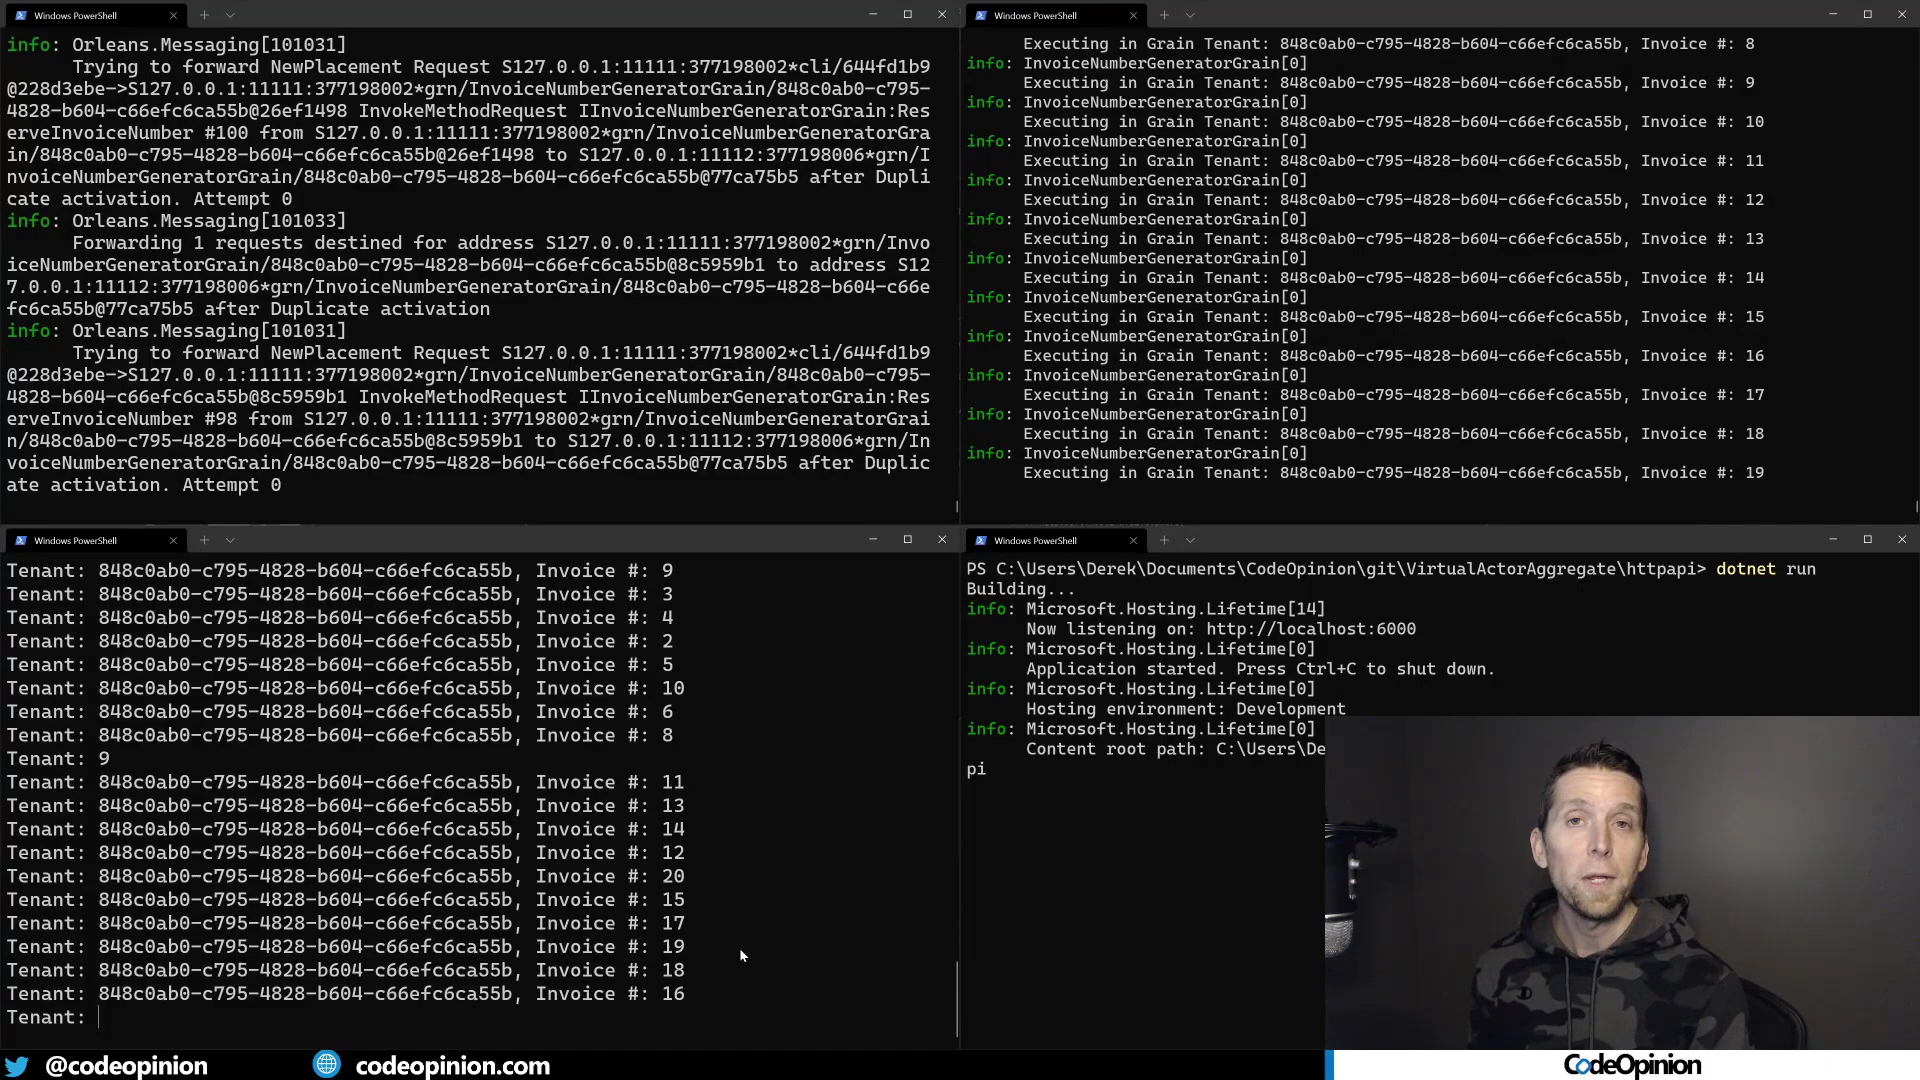 Windows PowerShell
info: Orleans.Messaging[101031]
Trying to forward NewPlacement Request S127.0.0.1:11111:377198002*cli/644fd1b9
@228d3ebe->S127.0.0.1:11111:377198002*grn/InvoiceNumberGeneratorGrain/848c0ab0-c795-
4828-b604-c66efc6ca55b@26ef1498 InvokeMethodRequest IInvoiceNumberGeneratorGrain:Res
erveInvoiceNumber #100 from S127.0.0.1:11111:377198002*grn/InvoiceNumberGeneratorGra
in/848c0ab0-c795-4828-b604-c66efc6ca55b@26ef1498 to S127.0.0.1:11112:377198006*grn/I
nvoiceNumberGeneratorGrain/848c0ab0-c795-4828-b604-c66efc6ca55b@77ca75b5 after Dupli
cate activation. Attempt 0
info: Orleans.Messaging[101033]
Forwarding 1 requests destined for address S127.0.0.1:11111:377198002*grn/Invo
iceNumberGeneratorGrain/848c0ab0-c795-4828-b604-c66efc6ca55b@8c5959b1 to address S12
7.0.0.1:11112:377198006*grn/InvoiceNumberGeneratorGrain/848c0ab0-c795-4828-b604-c66e
fc6ca55b@77ca75b5 after Duplicate activation
info: Orleans.Messaging[101031]
Trying to forward NewPlacement Request S127.0.0.1:11111:377198002*cli/644fd1b9
@228d3ebe->S127.0.0.1:11111:377198002*grn/InvoiceNumberGeneratorGrain/848c0ab0-c795-
4828-b604-c66efc6ca55b@8c5959b1 InvokeMethodRequest IInvoiceNumberGeneratorGrain:Res
erveInvoiceNumber #98 from S127.0.0.1:11111:377198002*grn/InvoiceNumberGeneratorGrai
n/848c0ab0-c795-4828-b604-c66efc6ca55b@8c5959b1 to S127.0.0.1:11112:377198006*grn/In
voiceNumberGeneratorGrain/848c0ab0-c795-4828-b604-c66efc6ca55b@77ca75b5 after Duplic
ate activation. Attempt 0
Windows PowerShell
Executing in Grain Tenant: 848c0ab0-c795-4828-b604-c66efc6ca55b, Invoice #: 8
info: InvoiceNumberGeneratorGrain[0]
Executing in Grain Tenant: 848c0ab0-c795-4828-b604-c66efc6ca55b, Invoice #: 9
info: InvoiceNumberGeneratorGrain[0]
Executing in Grain Tenant: 848c0ab0-c795-4828-b604-c66efc6ca55b, Invoice #: 10
info: InvoiceNumberGeneratorGrain[0]
Executing in Grain Tenant: 848c0ab0-c795-4828-b604-c66efc6ca55b, Invoice #: 11
info: InvoiceNumberGeneratorGrain[0]
Executing in Grain Tenant: 848c0ab0-c795-4828-b604-c66efc6ca55b, Invoice #: 12
info: InvoiceNumberGeneratorGrain[0]
Executing in Grain Tenant: 848c0ab0-c795-4828-b604-c66efc6ca55b, Invoice #: 13
info: InvoiceNumberGeneratorGrain[0]
Executing in Grain Tenant: 848c0ab0-c795-4828-b604-c66efc6ca55b, Invoice #: 14
info: InvoiceNumberGeneratorGrain[0]
Executing in Grain Tenant: 848c0ab0-c795-4828-b604-c66efc6ca55b, Invoice #: 15
info: InvoiceNumberGeneratorGrain[0]
Executing in Grain Tenant: 848c0ab0-c795-4828-b604-c66efc6ca55b, Invoice #: 16
info: InvoiceNumberGeneratorGrain[0]
Executing in Grain Tenant: 848c0ab0-c795-4828-b604-c66efc6ca55b, Invoice #: 17
info: InvoiceNumberGeneratorGrain[0]
Executing in Grain Tenant: 848c0ab0-c795-4828-b604-c66efc6ca55b, Invoice #: 18
info: InvoiceNumberGeneratorGrain[0]
Executing in Grain Tenant: 848c0ab0-c795-4828-b604-c66efc6ca55b, Invoice #: 19
Windows PowerShell
Tenant: 848c0ab0-c795-4828-b604-c66efc6ca55b, Invoice #: 9
Tenant: 848c0ab0-c795-4828-b604-c66efc6ca55b, Invoice #: 3
Tenant: 848c0ab0-c795-4828-b604-c66efc6ca55b, Invoice #: 4
Tenant: 848c0ab0-c795-4828-b604-c66efc6ca55b, Invoice #: 2
Tenant: 848c0ab0-c795-4828-b604-c66efc6ca55b, Invoice #: 5
Tenant: 848c0ab0-c795-4828-b604-c66efc6ca55b, Invoice #: 10
Tenant: 848c0ab0-c795-4828-b604-c66efc6ca55b, Invoice #: 6
Tenant: 848c0ab0-c795-4828-b604-c66efc6ca55b, Invoice #: 8
Tenant: 9
Tenant: 848c0ab0-c795-4828-b604-c66efc6ca55b, Invoice #: 11
Tenant: 848c0ab0-c795-4828-b604-c66efc6ca55b, Invoice #: 13
Tenant: 848c0ab0-c795-4828-b604-c66efc6ca55b, Invoice #: 14
Tenant: 848c0ab0-c795-4828-b604-c66efc6ca55b, Invoice #: 12
Tenant: 848c0ab0-c795-4828-b604-c66efc6ca55b, Invoice #: 20
Tenant: 848c0ab0-c795-4828-b604-c66efc6ca55b, Invoice #: 15
Tenant: 848c0ab0-c795-4828-b604-c66efc6ca55b, Invoice #: 17
Tenant: 848c0ab0-c795-4828-b604-c66efc6ca55b, Invoice #: 19
Tenant: 848c0ab0-c795-4828-b604-c66efc6ca55b, Invoice #: 18
Tenant: 848c0ab0-c795-4828-b604-c66efc6ca55b, Invoice #: 16
Tenant:
Windows PowerShell
PS C:\Users\Derek\Documents\CodeOpinion\git\VirtualActorAggregate\httpapi> dotnet run
Building...
info: Microsoft.Hosting.Lifetime[14]
Now listening on: http://localhost:6000
info: Microsoft.Hosting.Lifetime[0]
Application started. Press Ctrl+C to shut down.
info: Microsoft.Hosting.Lifetime[0]
Hosting environment: Development
info: Microsoft.Hosting.Lifetime[0]
Content root path: C:\Users\De
pi
@codeopinion
codeopinion.com
CodeOpinion